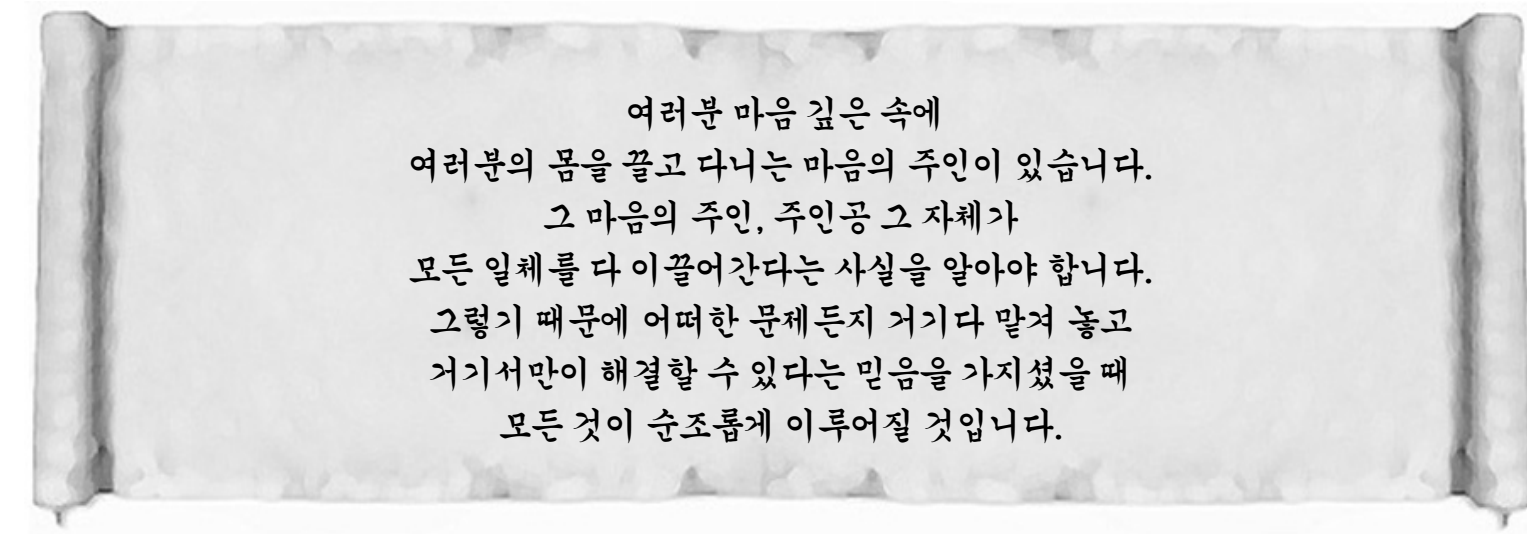 여러분 마음 깊은 속에
여러분의 몸을 끌고 다니는 마음의 주인이 있습니다.
그 마음의 주인, 주인공 그 자체가
모든 일체를 다 이끌어간다는 사실을 알아야 합니다.
그렇기 때문에 어떠한 문제든지 거기다 맡겨 놓고
거기서만이 해결할 수 있다는 믿음을 가지셨을 때
모든 것이 순조롭게 이루어질 것입니다.